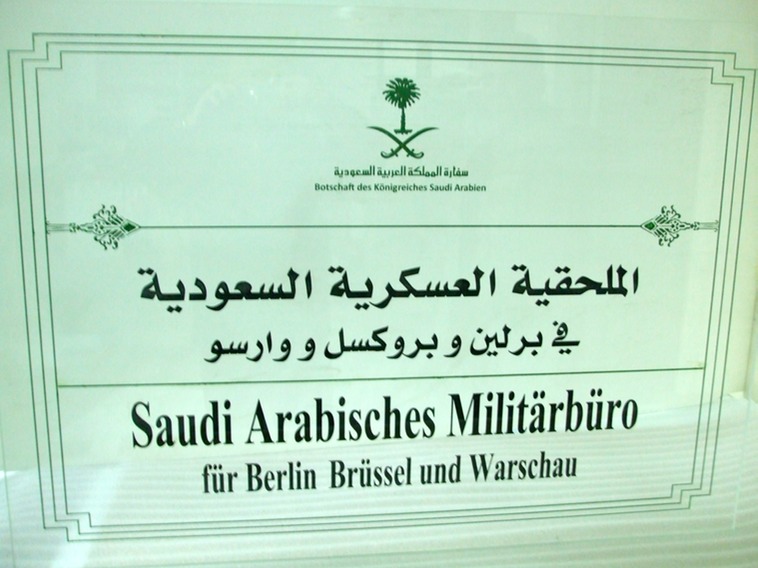 سفارة المملكة العربية السعودية
Botschaft des Königreiches Saudi Arabien
الملحقية العسكرية السعودية
في برلين و بروكسل و وارسو
Saudi Arabisches Militärbüro
für Berlin Brüssel und Warschau